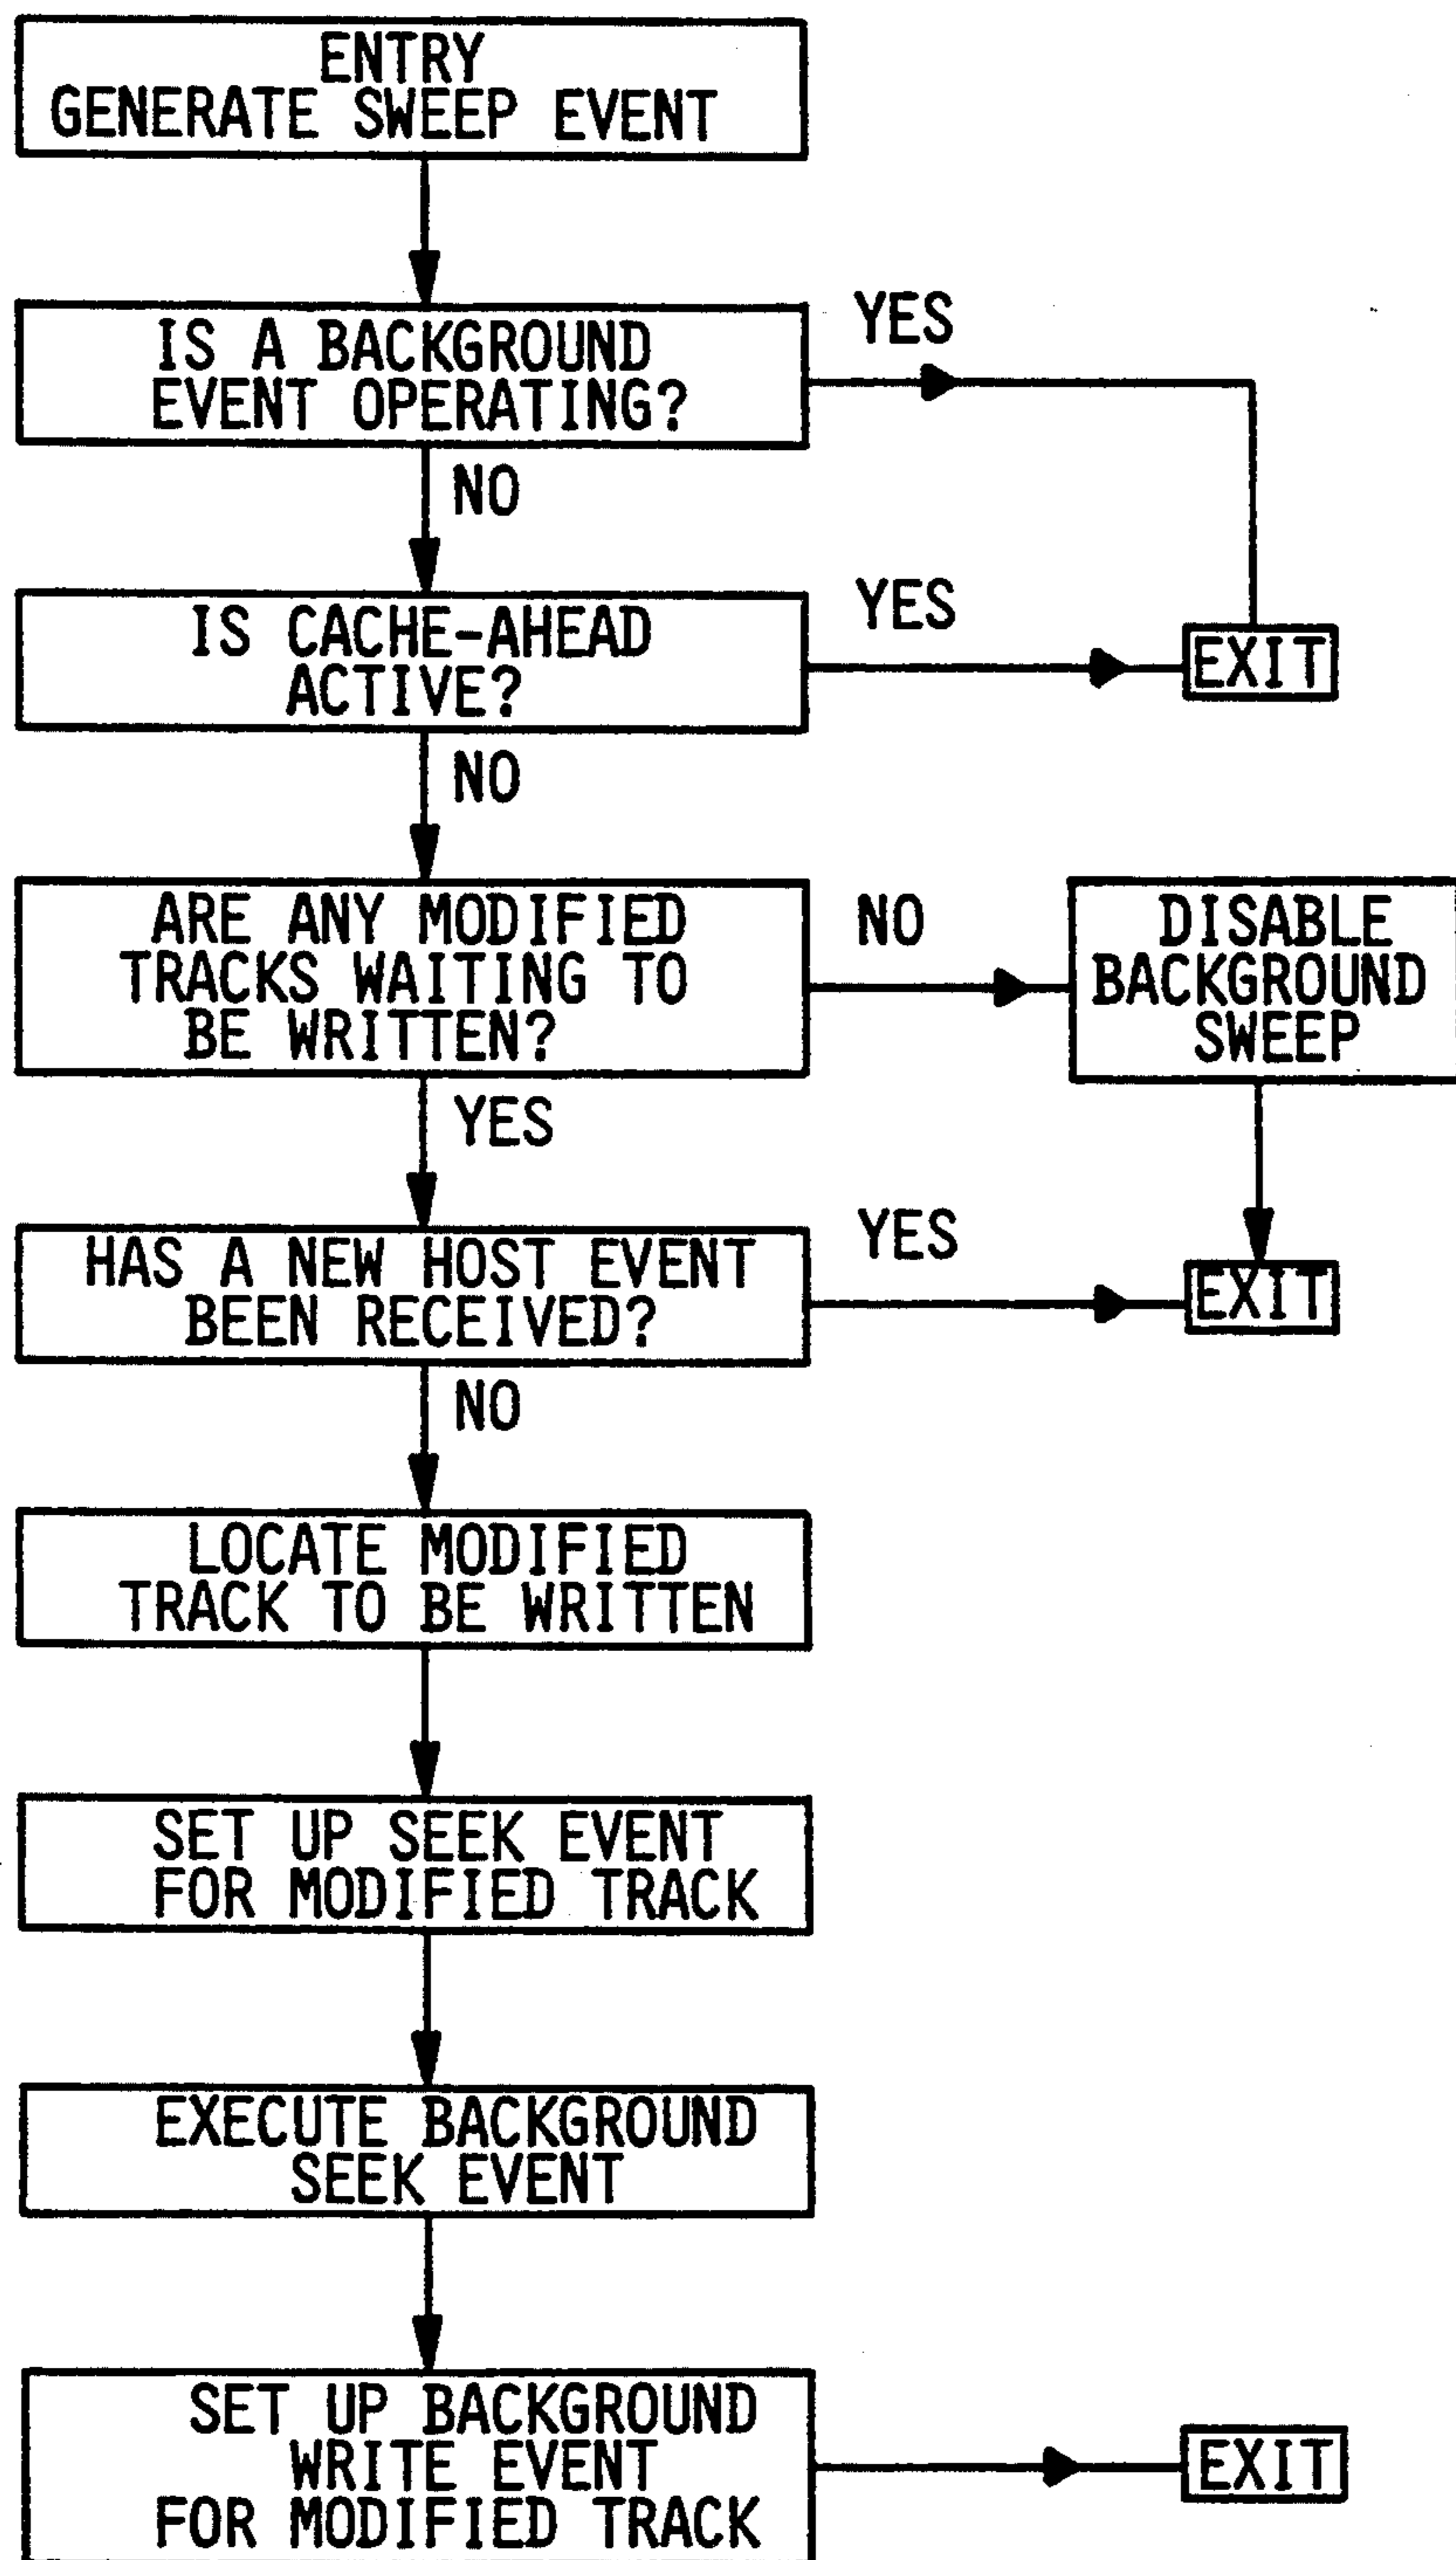 ENTRY
GENERATE SWEEP EVENT
IS A BACKGROUND
EVENT OPERATING?
YES
NO
IS CACHE-AHEAD
ACTIVE?
YES
EXIT
NO
ARE ANY MODIFIED
TRACKS WAITING TO
BE WRITTEN?
NO
DISABLE
BACKGROUND
SWEEP
YES
HAS A NEW HOST EVENT
BEEN RECEIVED?
YES
EXIT
NO
LOCATE MODIFIED
TRACK TO BE WRITTEN
SET UP SEEK EVENT
FOR MODIFIED TRACK
EXECUTE BACKGROUND
SEEK EVENT
SET UP BACKGROUND
WRITE EVENT
FOR MODIFIED TRACK
EXIT